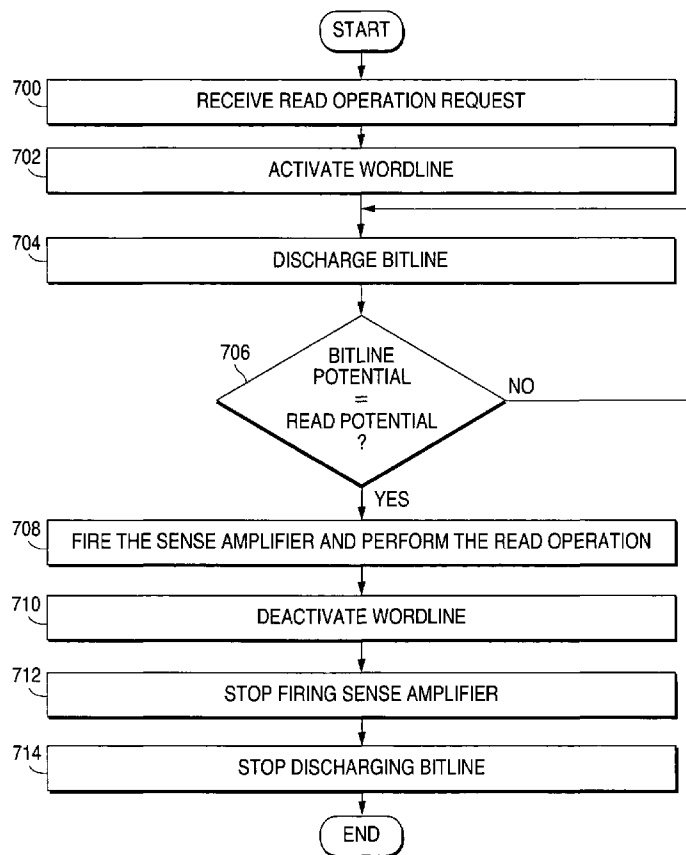 START
700
RECEIVE READ OPERATION REQUEST
702
ACTIVATE WORDLINE
704
DISCHARGE BITLINE
706
BITLINE
POTENTIAL
=
READ POTENTIAL
?
NO
YES
708
FIRE THE SENSE AMPLIFIER AND PERFORM THE READ OPERATION
710
DEACTIVATE WORDLINE
712
STOP FIRING SENSE AMPLIFIER
714
STOP DISCHARGING BITLINE
END